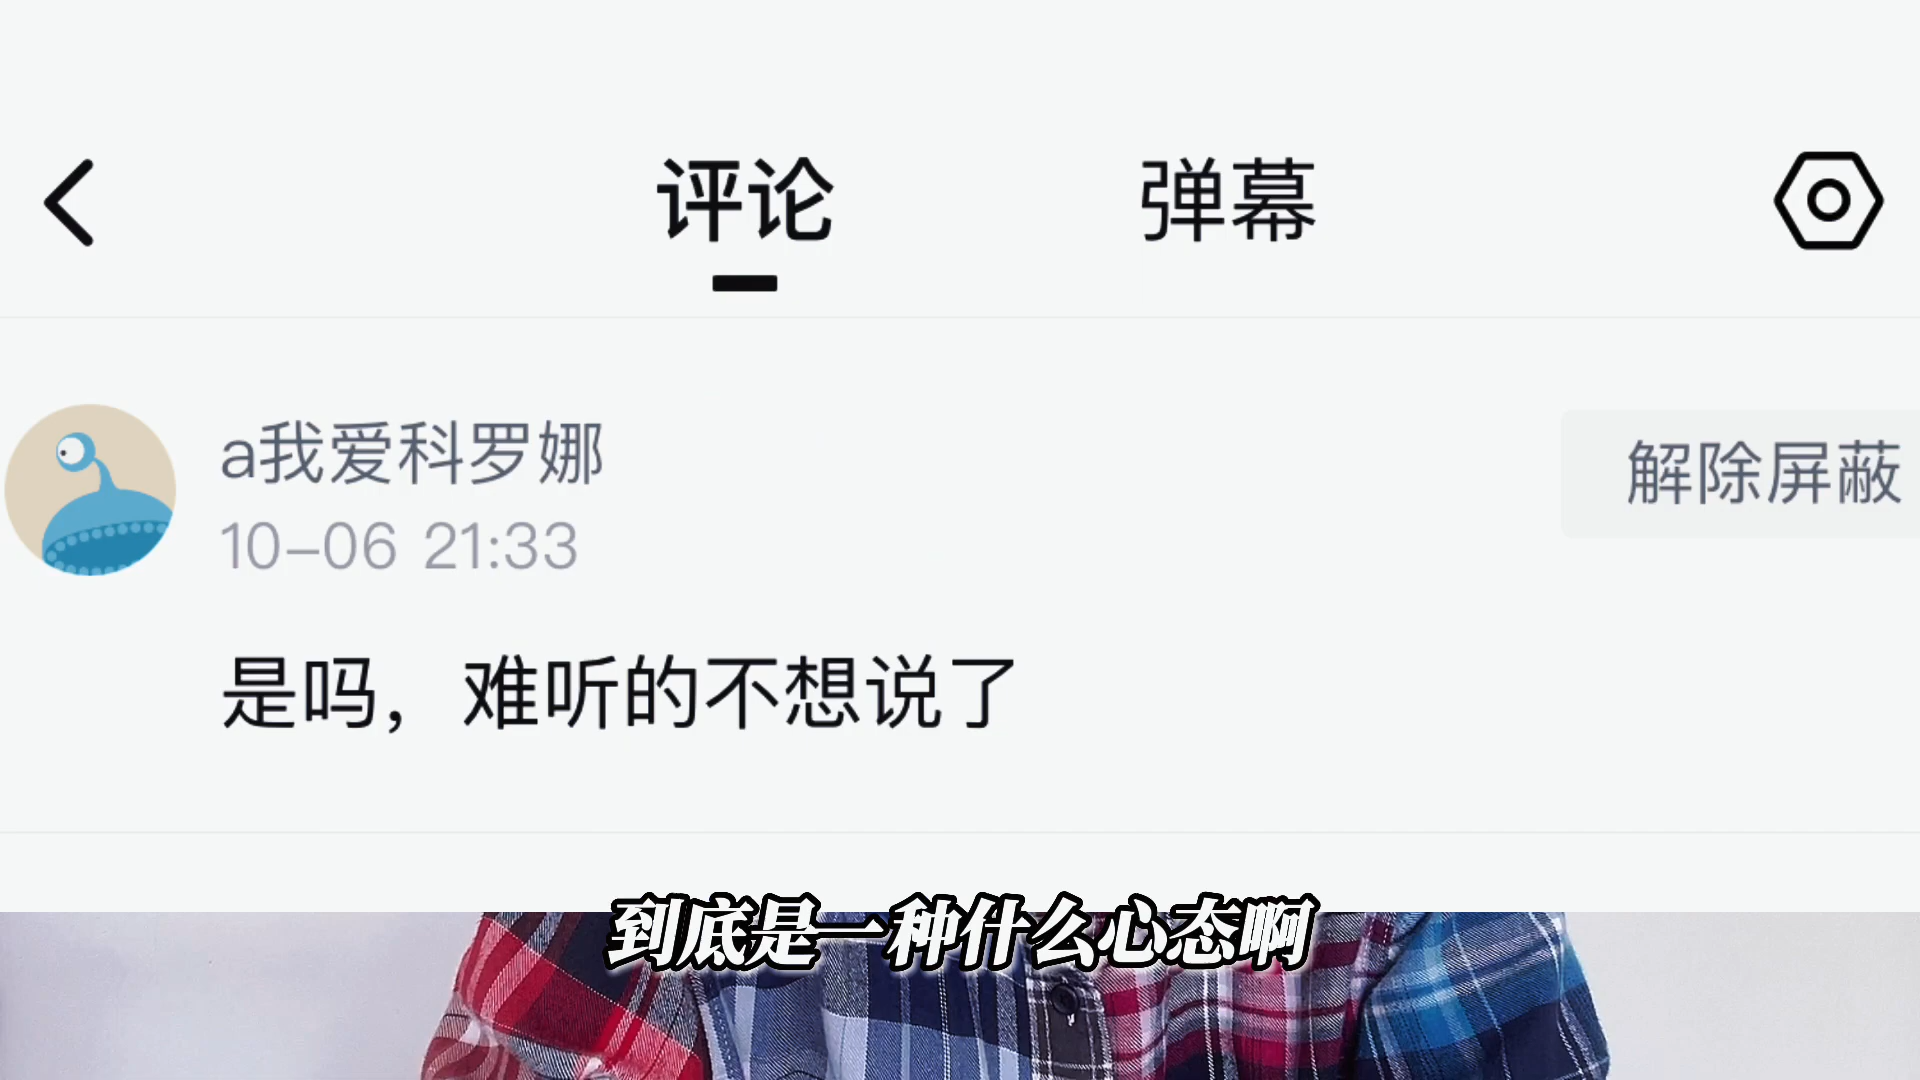 评论
弹幕
a我爱科罗娜
解除屏蔽
10-06 21:33
是吗，难听的不想说了
到底是一种什么心态啊